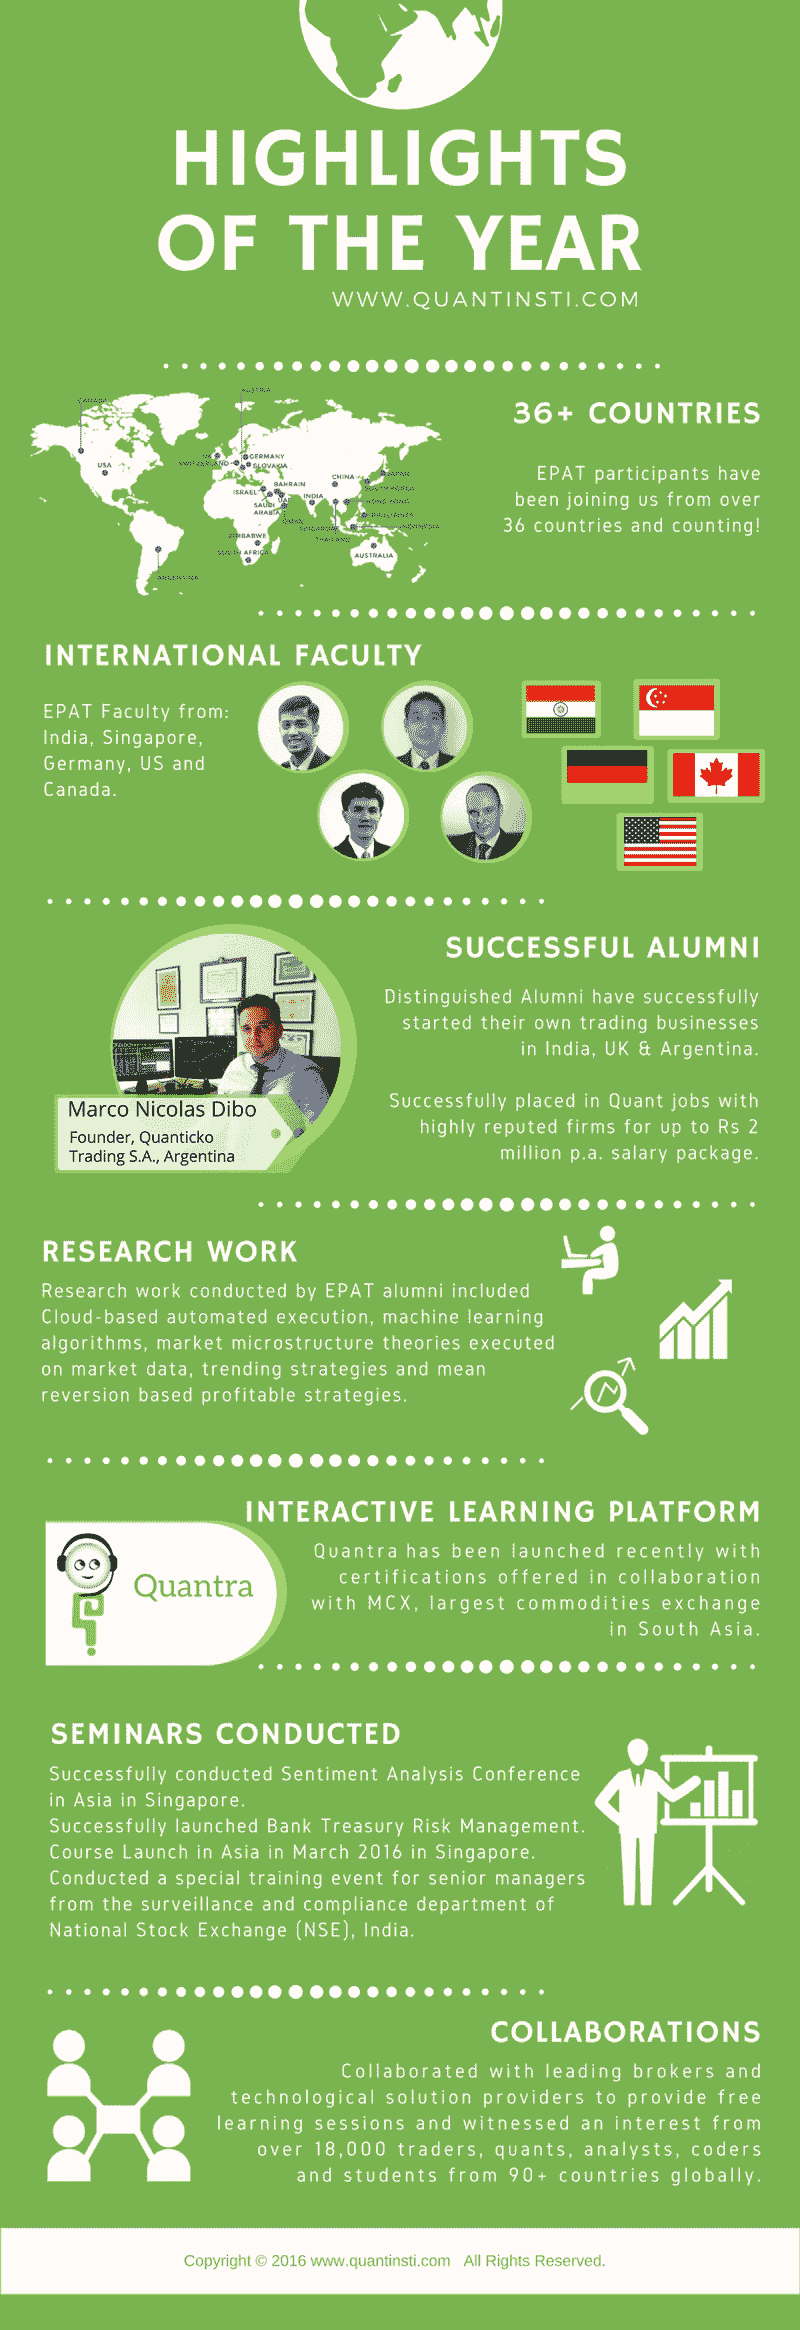 HIGHLIGHTS
OF THE YEAR
WWW.QUANTINSTI.COM
AUSTRIA
CANADA
36+ COUNTRIES
EPAT participants have
been joining us from over
36 countries and counting!
UK
GERMANY
SWITZERLAND
SLOVAKIA
USA
CHINA
JAPAN
BAHRAIN
SOUTH KOREA
ISRAEL
UAE
INDIA
HONG KONG
SAUDI
ARABIA
OMAN
SINGAPORE
INDONESIA
THAILAND
ZIMBABWE
SOUTH AFRICA
AUSTRALIA
ARGENTINA
INTERNATIONAL FACULTY
EPAT Faculty from:
India, Singapore,
Germany, US and
Canada.
SUCCESSFUL ALUMNI
Distinguished Alumni have successfully
started their own trading businesses
in India, UK & Argentina.
Successfully placed in Quant jobs with
highly reputed firms for up to Rs 2
million p.a. salary package.
Marco Nicolas Dibo
Founder, Quanticko
Trading S.A., Argentina
RESEARCH WORK
Research work conducted by EPAT alumni included
Cloud-based automated execution, machine learning
algorithms, market microstructure theories executed
on market data, trending strategies and mean
reversion based profitable strategies.
INTERACTIVE LEARNING PLATFORM
Quantra has been launched recently with
certifications offered in collaboration
with MCX, largest commodities exchange
in South Asia.
Quantra
SEMINARS CONDUCTED
Successfully conducted Sentiment Analysis Conference
in Asia in Singapore.
Successfully launched Bank Treasury Risk Management.
Course Launch in Asia in March 2016 in Singapore.
Conducted a special training event for senior managers
from the surveillance and compliance department of
National Stock Exchange (NSE), India.
COLLABORATIONS
Collaborated with leading brokers and
technological solution providers to provide free
learning sessions and witnessed an interest from
over 18,000 traders, quants, analysts, coders
and students from 90+ countries globally.
Copyright © 2016 www.quantinsti.com All Rights Reserved.